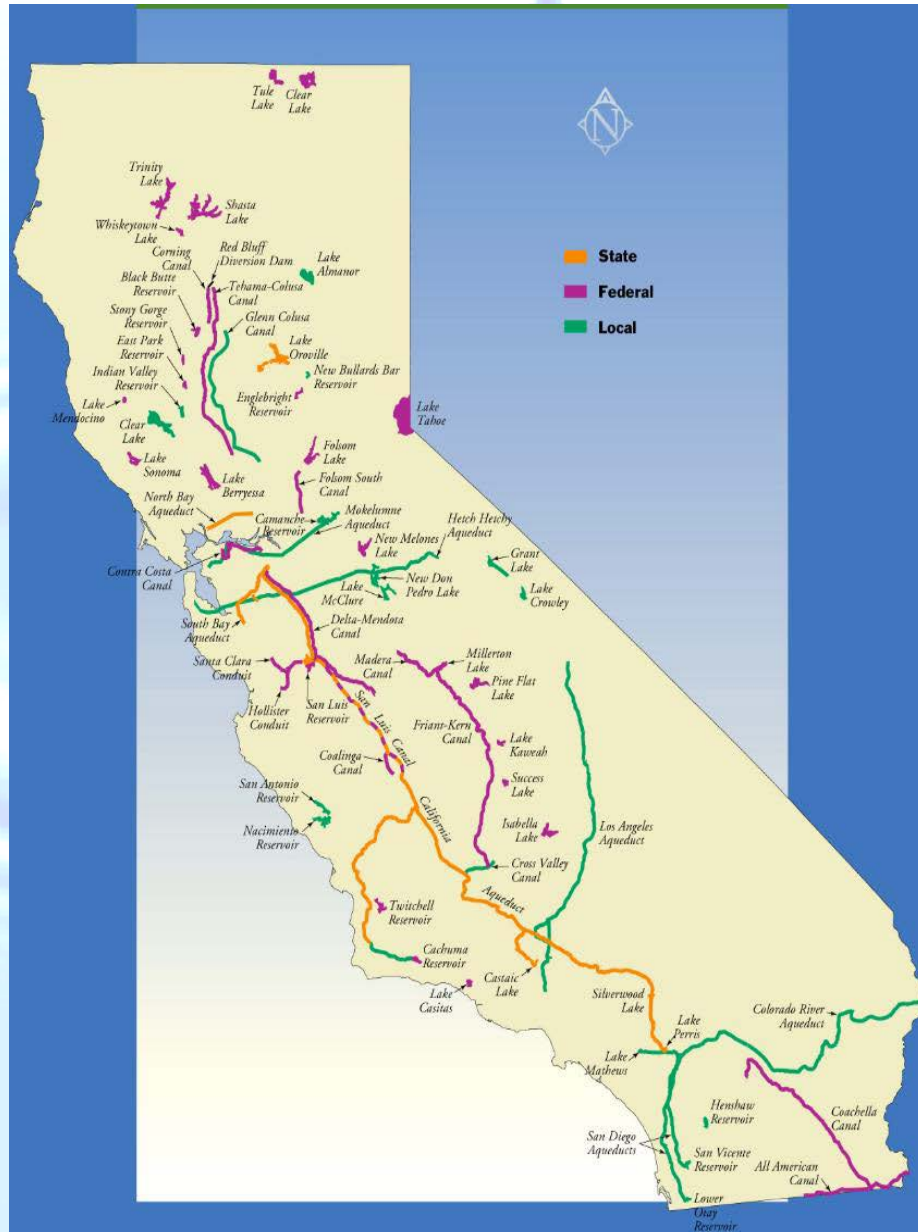 N
Tule
Lake
Clear
Lake
Trinity
Lake
Shasta
Lake
Whiskeytown
Lake
Corning
Canal
Red Bluff
Diversion Dam
Lake
Almanor
Black Butte
Reservoir
Tehama-Colusa
Canal
Stony Gorge
Reservoir
Glenn Colusa
Canal
East Park
Reservoir
Lake
Oroville
Indian Valley
Reservoir
New Bullards Bar
Reservoir
Englebright
Reservoir
Lake
Mendocino
Clear
Lake
Lake
Tahoe
Lake
Sonoma
Lake
Berryessa
Folsom
Lake
Folsom South
Canal
North Bay
Aqueduct
Camanche
Reservoir
Mokelumne
Aqueduct
Hetch Hetchy
Aqueduct
New Melones
Lake
Grant
Lake
Contra Costa
Canal
Lake
McClure
New Don
Pedro Lake
Lake
Crowley
South Bay
Aqueduct
Delta-Mendota
Canal
Santa Clara
Conduit
Madera
Canal
Millerton
Lake
Pine Flat
Lake
Hollister
Conduit
San Luis
Reservoir
San Luis Canal
Friant-Kern
Canal
Lake
Kaweah
Coalinga
Canal
Success
Lake
San Antonio
Reservoir
Nacimiento
Reservoir
California
Isabella
Lake
Los Angeles
Aqueduct
Cross Valley
Canal
Aqueduct
Twitchell
Reservoir
Cachuma
Reservoir
Castaic
Lake
Lake
Casitas
Silverwood
Lake
Colorado River
Aqueduct
Lake
Perris
Lake
Mathews
Henshaw
Reservoir
Coachella
Canal
San Diego
Aqueducts
San Vicente
Reservoir
All American
Canal
Lower
Otay
Reservoir
State
Federal
Local